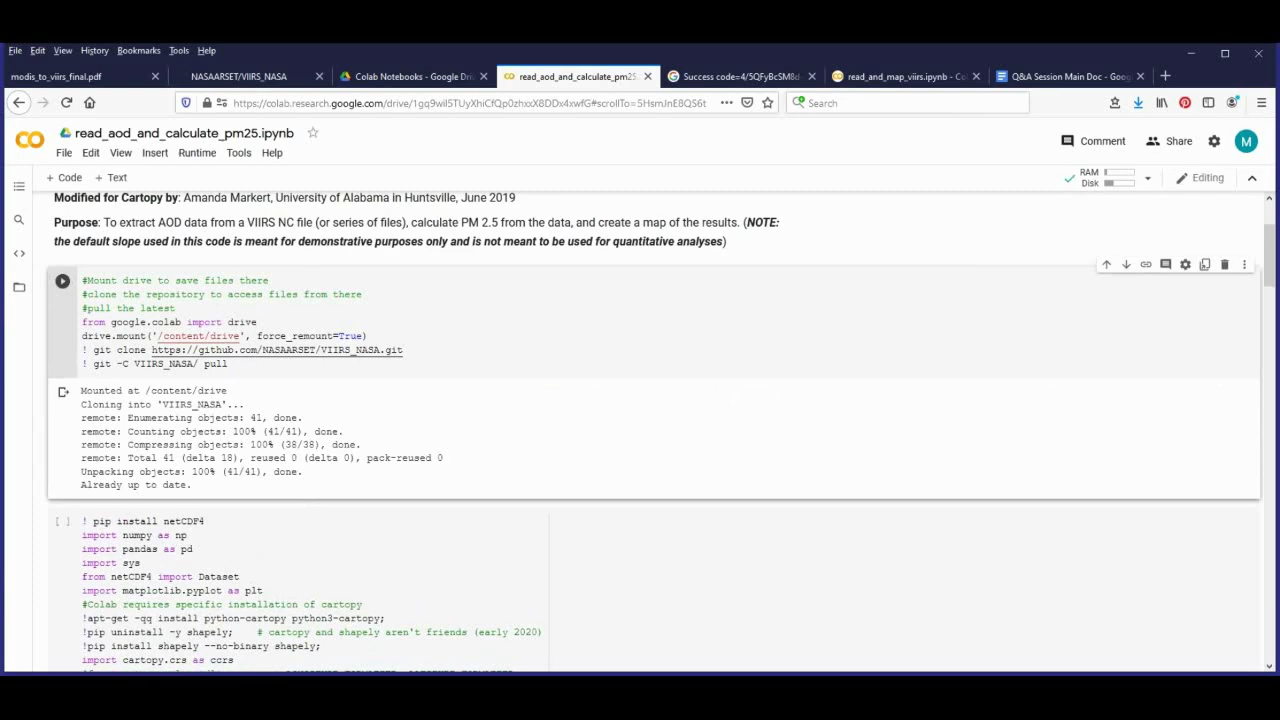 File Edit View History Bookmarks Tools Help
modis_to_viirs_final.pdf NASAARSET/VIIRS_NASA Colab Notebooks - Google Dri read_aod_and_calculate_pm25. Success code=4/5QFyBcSM8d read_and_map_viirs.ipynb - Co Q&A Session Main Doc - Goog
Search
read_aod_and_calculate_pm25.ipynb
File Edit View Insert Runtime Tools Help
Comment Share M
+ Code + Text RAM Disk Editing
Modified for Cartopy by: Amanda Markert, University of Alabama in Huntsville, June 2019
Purpose: To extract AOD data from a VIIRS NC file (or series of files), calculate PM 2.5 from the data, and create a map of the results. (NOTE:
the default slope used in this code is meant for demonstrative purposes only and is not meant to be used for quantitative analyses)
#Mount drive to save files there
#clone the repository to access files from there
#pull the latest
from google.colab import drive
drive.mount('/content/drive', force_remount=True)
! git clone https://github.com/NASAARSET/VIIRS_NASA.git
! git -C VIIRS_NASA/ pull
Mounted at /content/drive
Cloning into 'VIIRS_NASA'...
remote: Enumerating objects: 41, done.
remote: Counting objects: 100% (41/41), done.
remote: Compressing objects: 100% (38/38), done.
remote: Total 41 (delta 18), reused 0 (delta 0), pack-reused 0
Unpacking objects: 100% (41/41), done.
Already up to date.
[ ] ! pip install netCDF4
import numpy as np
import pandas as pd
import sys
from netCDF4 import Dataset
import matplotlib.pyplot as plt
#Colab requires specific installation of cartopy
!apt-get -qq install python-cartopy python3-cartopy;
!pip uninstall -y shapely; # cartopy and shapely aren't friends (early 2020)
!pip install shapely --no-binary shapely;
import cartopy.crs as ccrs